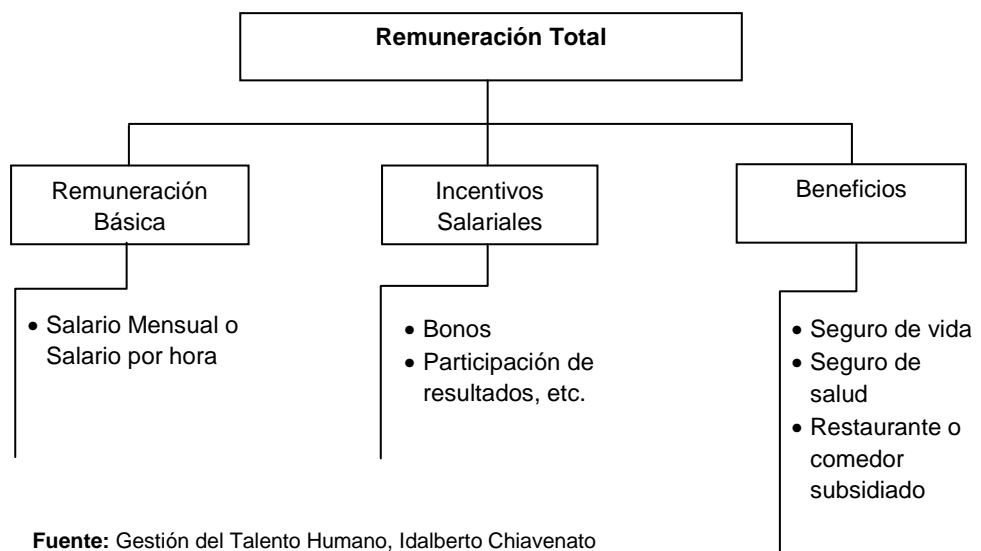 Remuneración Total
Remuneración
Básica
Incentivos
Salariales
Beneficios
• Salario Mensual o
Salario por hora
• Bonos
• Participación de
resultados, etc.
• Seguro de vida
• Seguro de
salud
• Restaurante o
comedor
subsidiado
Fuente: Gestión del Talento Humano, Idalberto Chiavenato